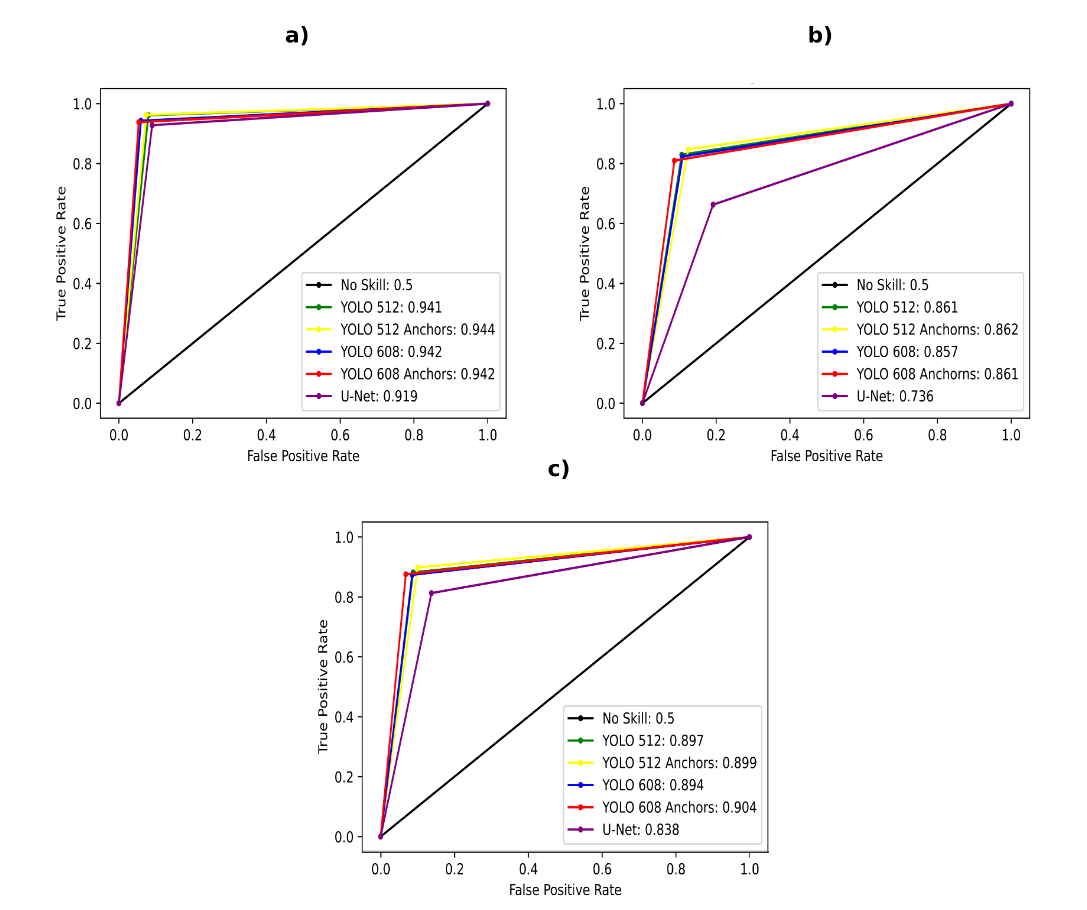 a)
1.0
0.8
0.6
0.4
0.2
0.0
True Positive Rate
No Skill: 0.5
YOLO 512: 0.941
YOLO 512 Anchors: 0.944
YOLO 608: 0.942
YOLO 608 Anchors: 0.942
U-Net: 0.919
0.0 0.2 0.4 0.6 0.8 1.0
False Positive Rate
b)
1.0
0.8
0.6
0.4
0.2
0.0
True Positive Rate
No Skill: 0.5
YOLO 512: 0.861
YOLO 512 Anchorns: 0.862
YOLO 608: 0.857
YOLO 608 Anchorns: 0.861
U-Net: 0.736
0.0 0.2 0.4 0.6 0.8 1.0
False Positive Rate
c)
1.0
0.8
0.6
0.4
0.2
0.0
True Positive Rate
No Skill: 0.5
YOLO 512: 0.897
YOLO 512 Anchors: 0.899
YOLO 608: 0.894
YOLO 608 Anchors: 0.904
U-Net: 0.838
0.0 0.2 0.4 0.6 0.8 1.0
False Positive Rate